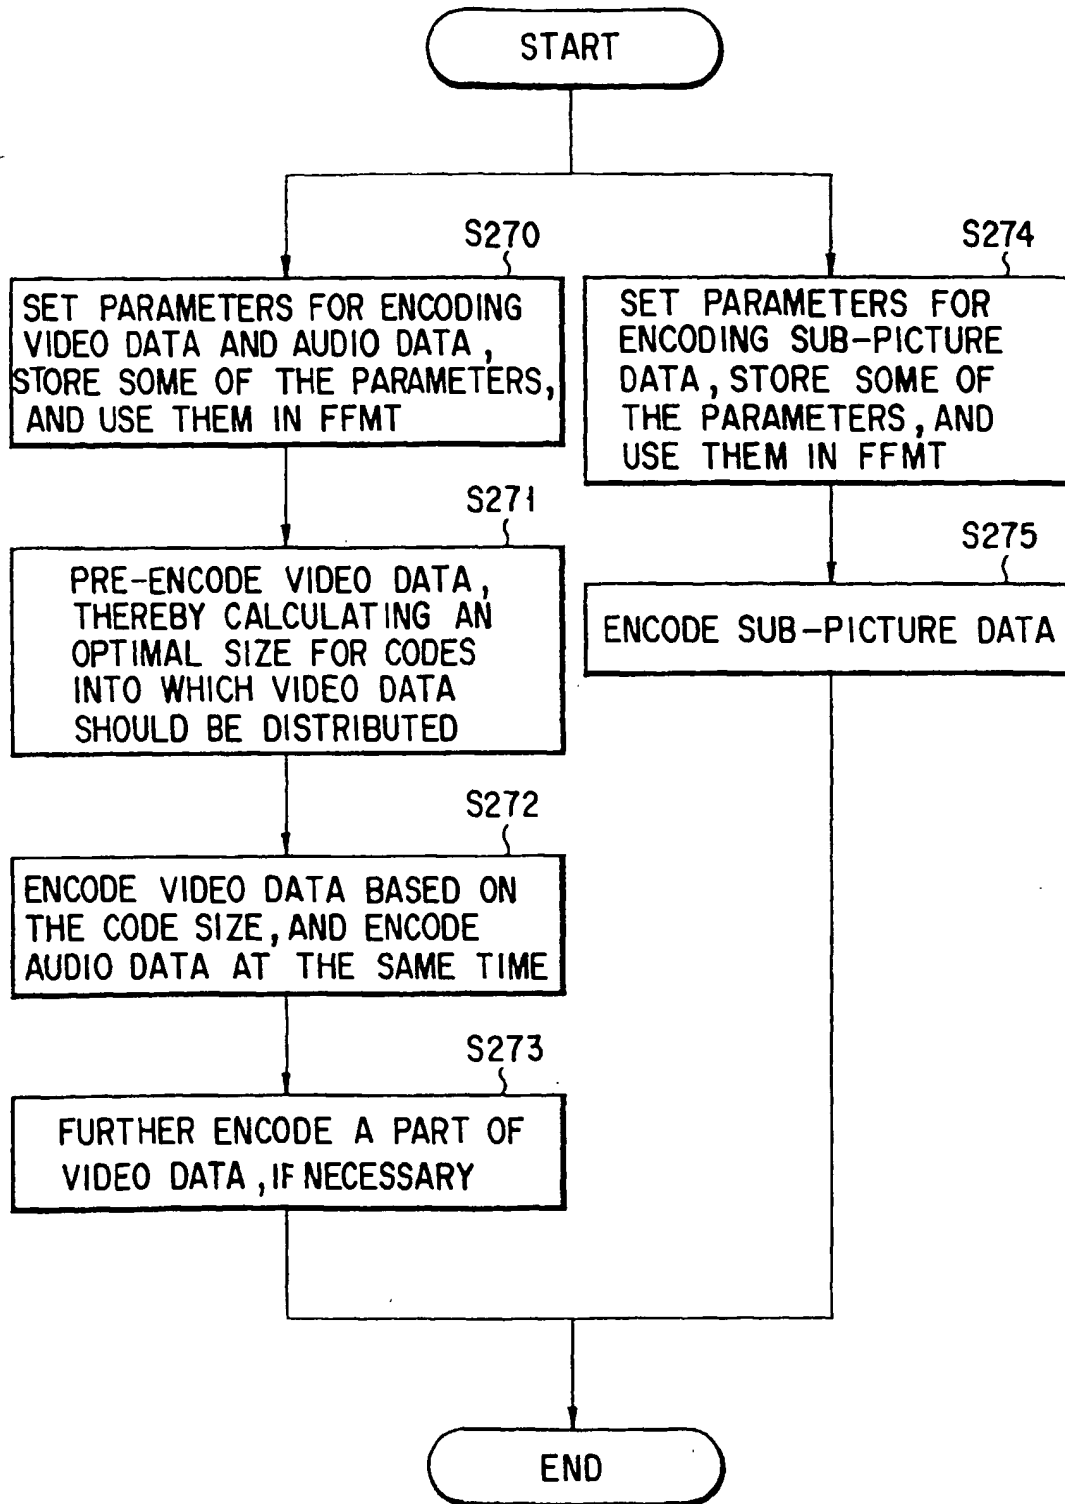 START
S270
SET PARAMETERS FOR ENCODING
VIDEO DATA AND AUDIO DATA,
STORE SOME OF THE PARAMETERS,
AND USE THEM IN FFMT
S271
PRE-ENCODE VIDEO DATA,
THEREBY CALCULATING AN
OPTIMAL SIZE FOR CODES
INTO WHICH VIDEO DATA
SHOULD BE DISTRIBUTED
S272
ENCODE VIDEO DATA BASED ON
THE CODE SIZE, AND ENCODE
AUDIO DATA AT THE SAME TIME
S273
FURTHER ENCODE A PART OF
VIDEO DATA, IF NECESSARY
S274
SET PARAMETERS FOR
ENCODING SUB-PICTURE
DATA, STORE SOME OF
THE PARAMETERS, AND
USE THEM IN FFMT
S275
ENCODE SUB-PICTURE DATA
END